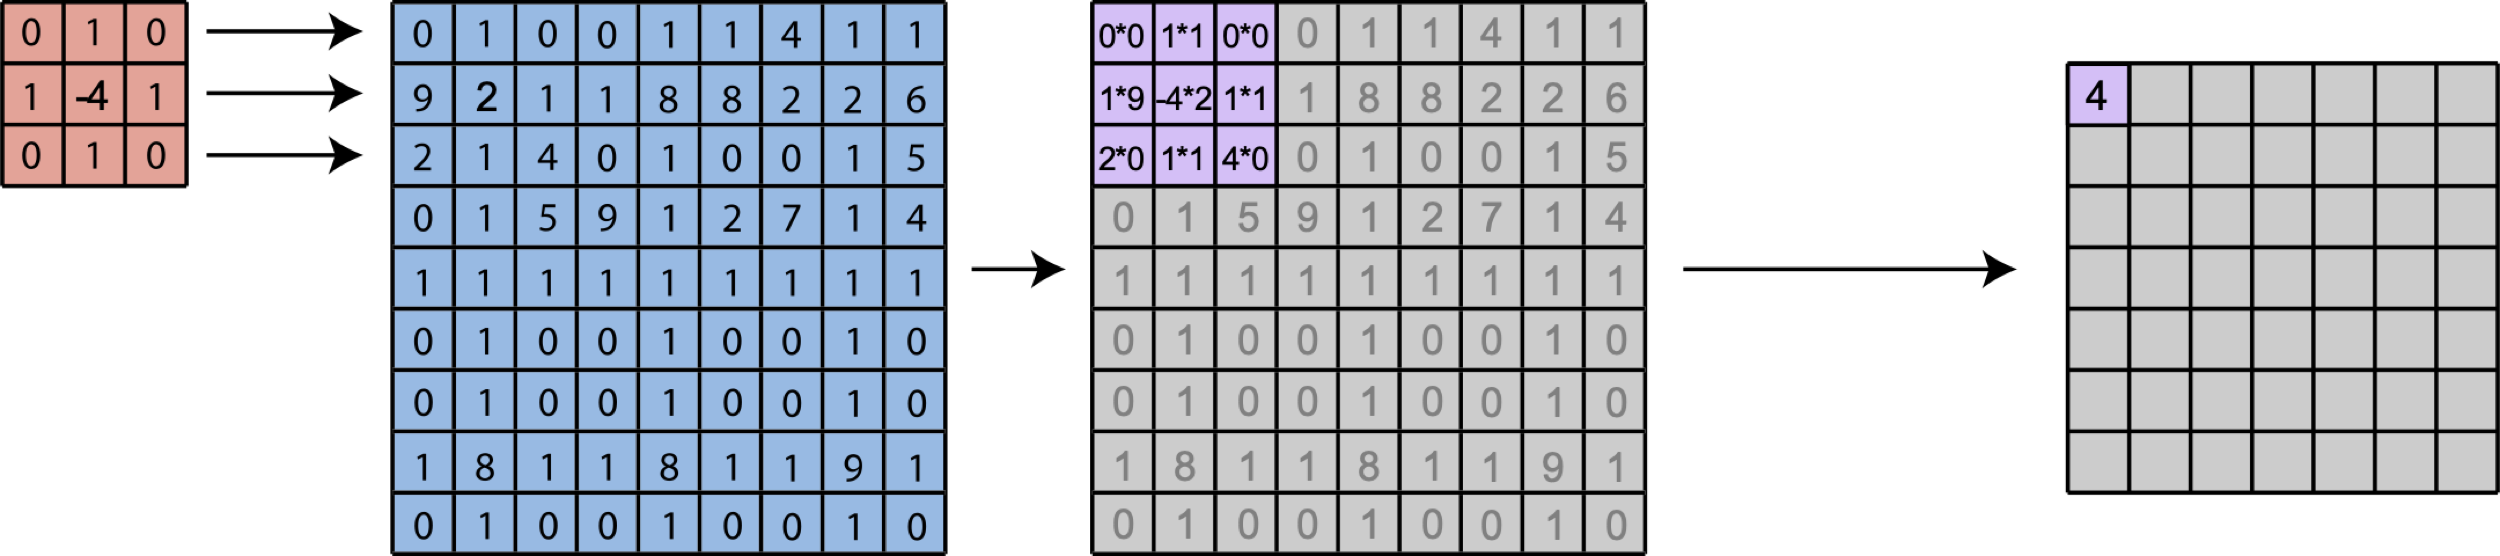 0 1 0
1 -4 1
0 1 0
0 1 0 0 1 1 4 1 1
9 2 1 1 8 8 2 2 6
2 1 4 0 1 0 0 1 5
0 1 5 9 1 2 7 1 4
1 1 1 1 1 1 1 1 1
0 1 0 0 1 0 0 1 0
0 1 0 0 1 0 0 1 0
1 8 1 1 8 1 1 9 1
0 1 0 0 1 0 0 1 0
0*0 1*1 0*0 0 1 1 4 1 1
1*9 -4*2 1*1 1 8 8 2 2 6
2*0 1*1 4*0 0 1 0 0 1 5
0 1 5 9 1 2 7 1 4
1 1 1 1 1 1 1 1 1
0 1 0 0 1 0 0 1 0
0 1 0 0 1 0 0 1 0
1 8 1 1 8 1 1 9 1
0 1 0 0 1 0 0 1 0
4